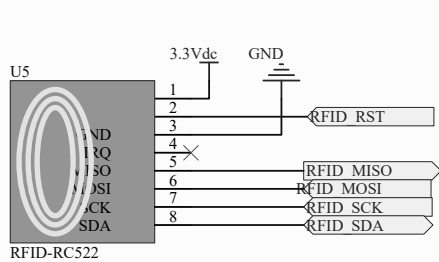 3.3Vdc
GND
U5
1
2
RFID_RST
GND
3
4
MISO
5
RFID_MISO
MOSI
6
RFID_MOSI
SCK
7
RFID_SCK
SDA
8
RFID_SDA
RFID-RC522